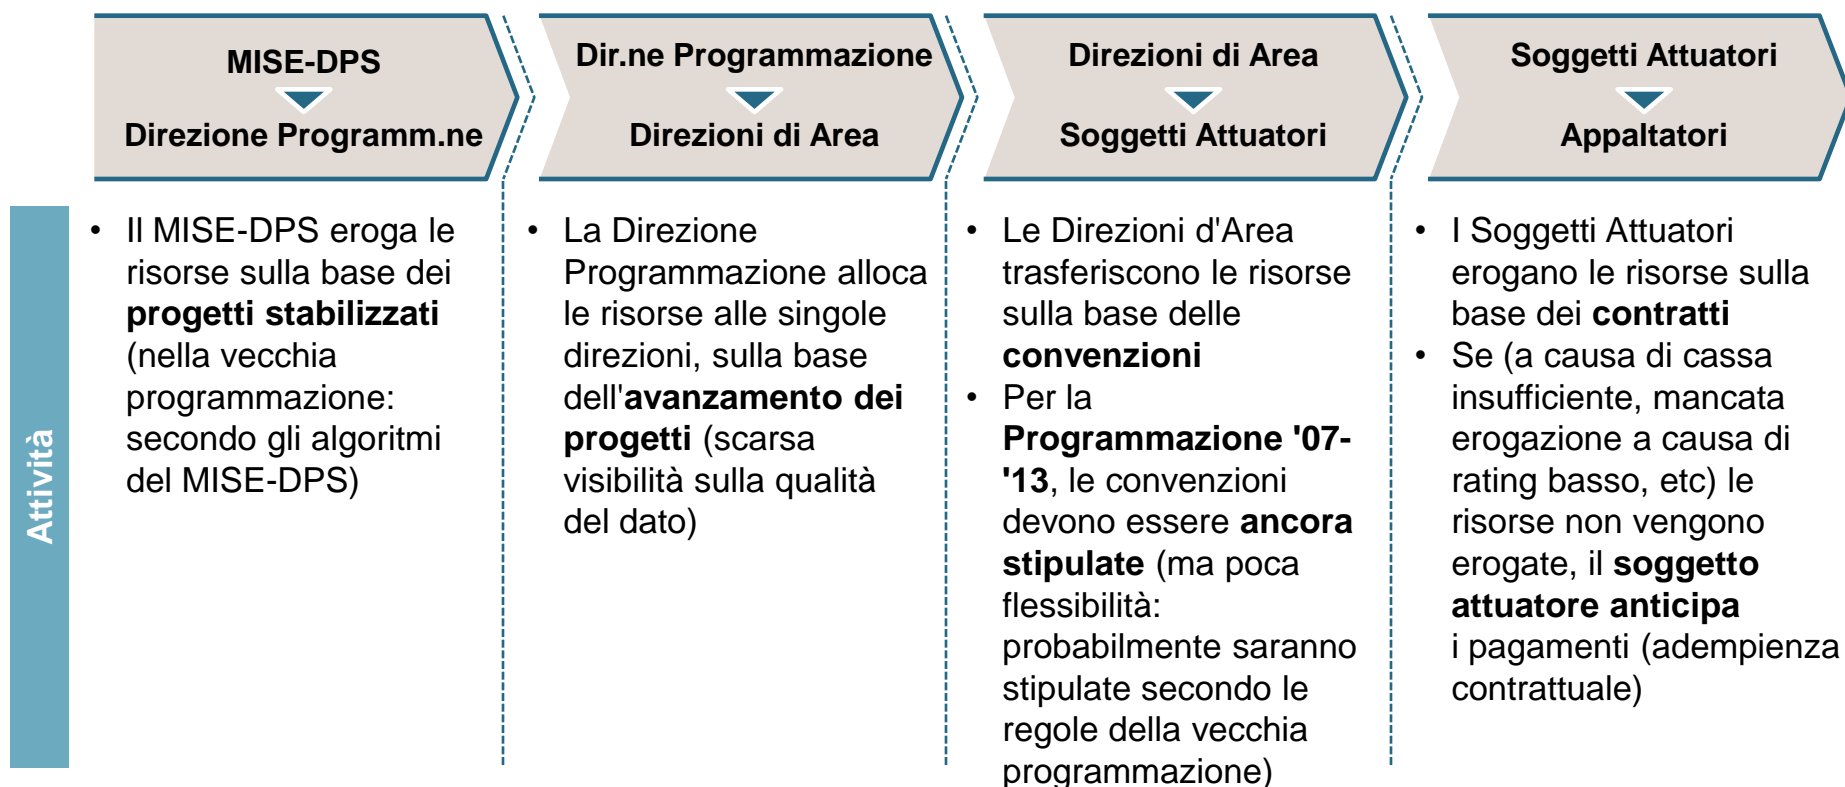 MISE-DPS
Direzione Programm.ne
Dir.ne Programmazione
Direzioni di Area
Direzioni di Area
Soggetti Attuatori
Soggetti Attuatori
Appaltatori
Attività
• Il MISE-DPS eroga le
risorse sulla base dei
progetti stabilizzati
(nella vecchia
programmazione:
secondo gli algoritmi
del MISE-DPS)
• La Direzione
Programmazione alloca
le risorse alle singole
direzioni, sulla base
dell'avanzamento dei
progetti (scarsa
visibilità sulla qualità
del dato)
• Le Direzioni d'Area
trasferiscono le risorse
sulla base delle
convenzioni
• Per la
Programmazione '07-
'13, le convenzioni
devono essere ancora
stipulate (ma poca
flessibilità:
probabilmente saranno
stipulate secondo le
regole della vecchia
programmazione)
• I Soggetti Attuatori
erogano le risorse sulla
base dei contratti
• Se (a causa di cassa
insufficiente, mancata
erogazione a causa di
rating basso, etc) le
risorse non vengono
erogate, il soggetto
attuatore anticipa
i pagamenti (adempienza
contrattuale)